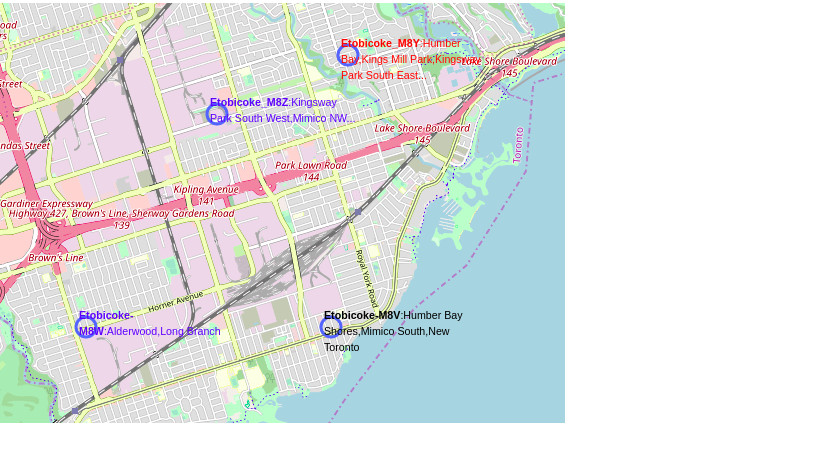 oad
rs
Etobicoke_M8Y:Humber
Bay,Kings Mill Park,Kingsway
Park South East...
Lake Shore Boulevard
145
Street
Etobicoke_M8Z:Kingsway
Park South West,Mimico NW...
Lake Shore Boulevard
145
Toronto
ndas Street
Park Lawn Road
144
Kipling Avenue
141
Gardiner Expressway
Highway 427, Brown's Line, Sherway Gardens Road
139
Brown's Line
Royal York Road
Horner Avenue
Etobicoke-
M8W:Alderwood,Long Branch
Etobicoke-M8V:Humber Bay
Shores,Mimico South,New
Toronto